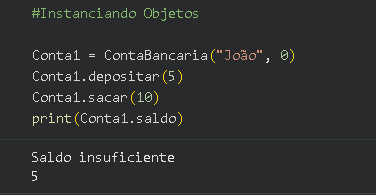 #Instanciando Objetos
Conta1 = ContaBancaria("João", 0)
Conta1.depositar(5)
Conta1.sacar(10)
print(Conta1.saldo)
Saldo insuficiente
5